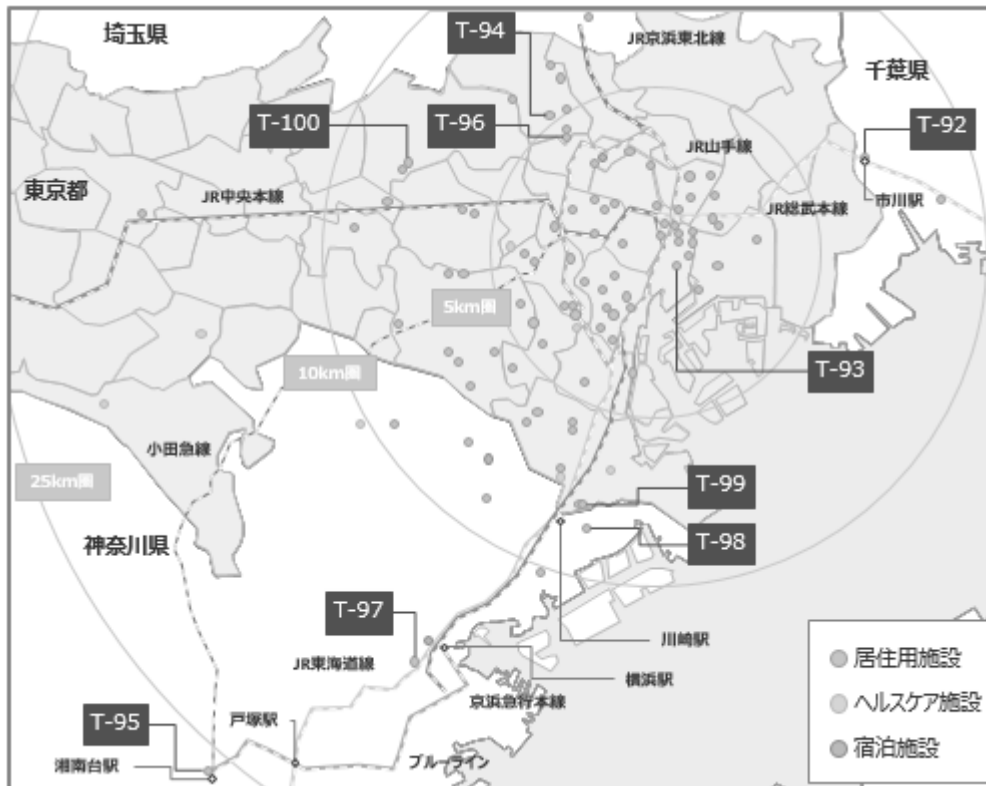 埼玉県
T-94
JR京浜東北線
千葉県
T-100
T-96
T-92
JR山手線
東京都
JR中央本線
JR総武本線
市川駅
5km圏
T-93
10km圏
小田急線
25km圏
T-99
神奈川県
T-98
T-97
川崎駅
JR東海道線
横浜駅
居住用施設
京浜急行本線
ヘルスケア施設
T-95
戸塚駅
宿泊施設
湘南台駅
ブルーライン